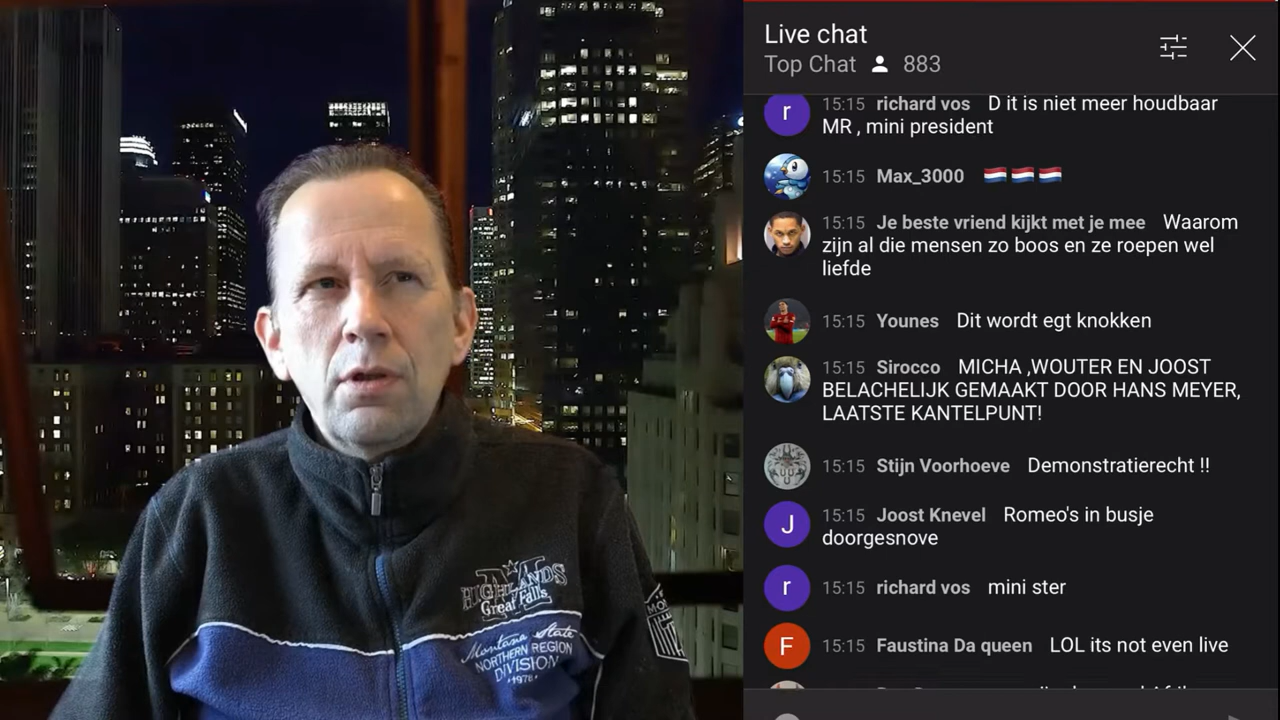 HIGHLANDS
Great Falls
Montana State
NORTHERN REGION
DIVISION
1978
MO
Live chat
Top Chat 883
r
15:15 richard vos D it is niet meer houdbaar
MR , mini president
15:15 Max_3000
15:15 Je beste vriend kijkt met je mee Waarom
zijn al die mensen zo boos en ze roepen wel
liefde
15:15 Younes Dit wordt egt knokken
15:15 Sirocco MICHA ,WOUTER EN JOOST
BELACHELIJK GEMAAKT DOOR HANS MEYER,
LAATSTE KANTELPUNT!
15:15 Stijn Voorhoeve Demonstratierecht !!
J
15:15 Joost Knevel Romeo's in busje
doorgesnove
r
15:15 richard vos mini ster
F
15:15 Faustina Da queen LOL its not even live